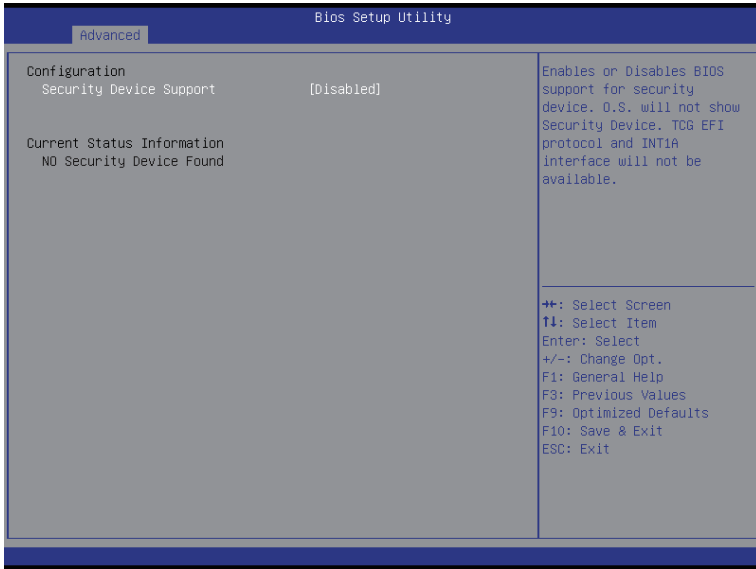 Bios Setup Utility
Advanced
Configuration
Security Device Support [Disabled]
Current Status Information
NO Security Device Found
Enables or Disables BIOS
support for security
device. O.S. will not show
Security Device. TCG EFI
protocol and INT1A
interface will not be
available.
→←: Select Screen
↑↓: Select Item
Enter: Select
+/-: Change Opt.
F1: General Help
F3: Previous Values
F9: Optimized Defaults
F10: Save & Exit
ESC: Exit